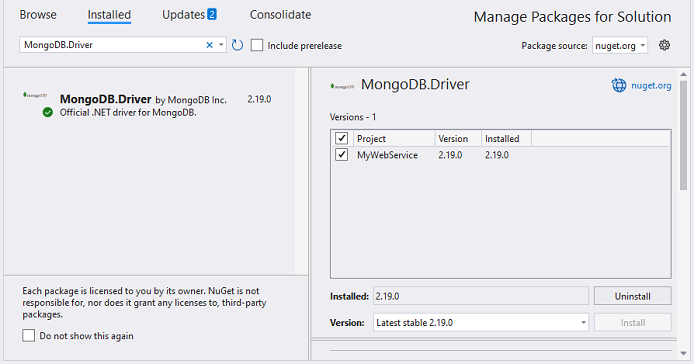 Browse Installed Updates 2 Consolidate Manage Packages for Solution
MongoDB.Driver Include prerelease Package source: nuget.org
mongoDB MongoDB.Driver by MongoDB Inc. 2.19.0
Official .NET driver for MongoDB.
Each package is licensed to you by its owner. NuGet is not
responsible for, nor does it grant any licenses to, third-party
packages.
Do not show this again
mongoDB MongoDB.Driver nuget.org
Versions - 1
Project Version Installed
MyWebService 2.19.0 2.19.0
Installed: 2.19.0 Uninstall
Version: Latest stable 2.19.0 Install